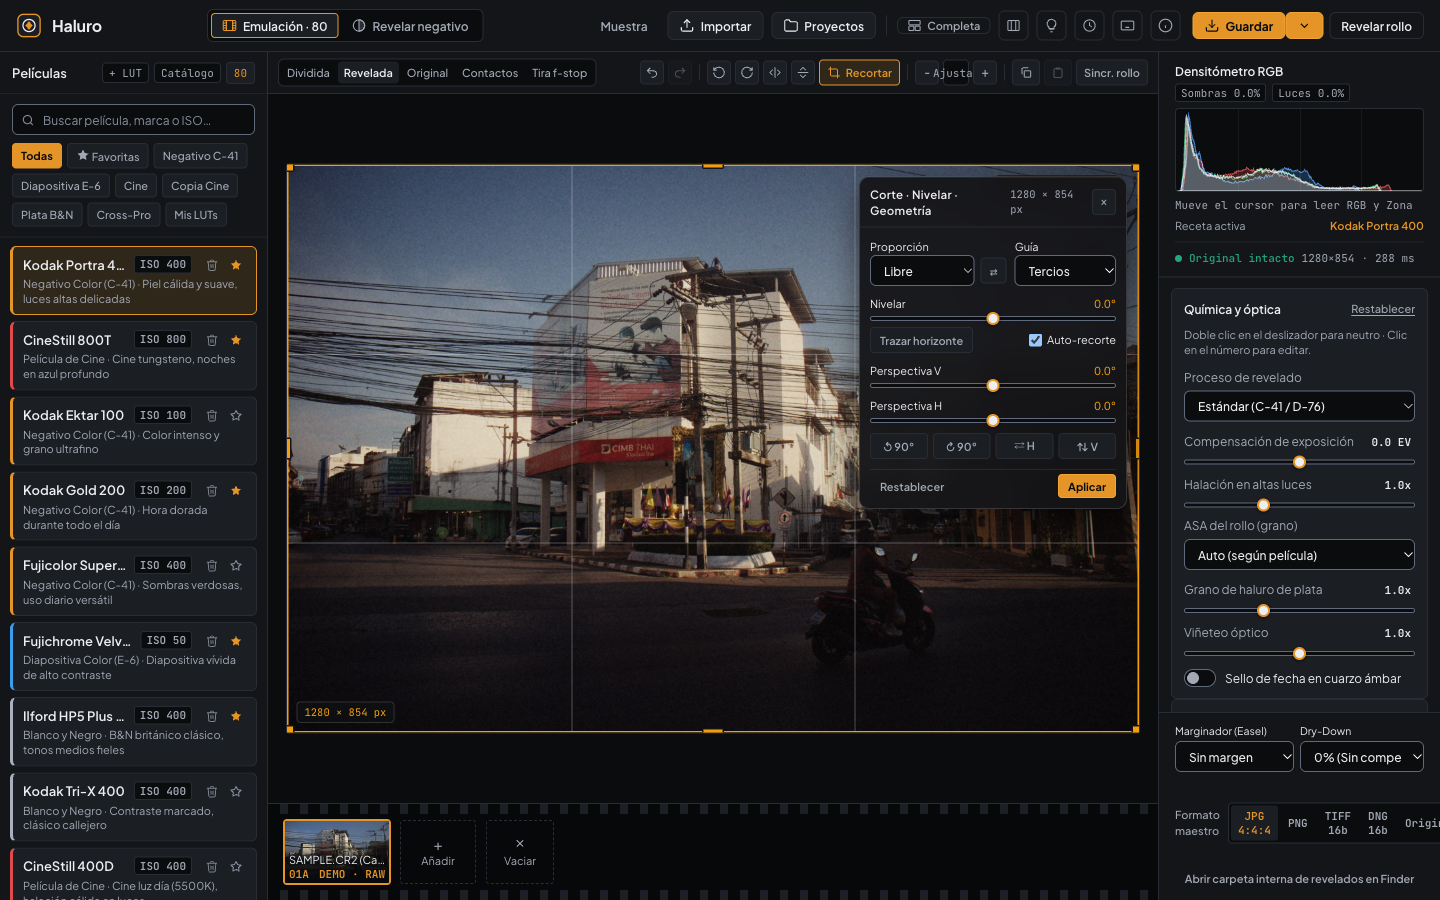 Haluro
Emulación · 80
Revelar negativo
Muestra
Importar
Proyectos
Completa
Guardar
Revelar rollo
Películas
+ LUT
Catálogo
80
Dividida
Revelada
Original
Contactos
Tira f-stop
Recortar
-
Ajusta
+
Sincr. rollo
Buscar película, marca o ISO...
Todas
Favoritas
Negativo C-41
Diapositiva E-6
Cine
Copia Cine
Plata B&N
Cross-Pro
Mis LUTs
Kodak Portra 4...
ISO 400
Negativo Color (C-41) · Piel cálida y suave,
luces altas delicadas
CineStill 800T
ISO 800
Película de Cine · Cine tungsteno, noches
en azul profundo
Kodak Ektar 100
ISO 100
Negativo Color (C-41) · Color intenso y
grano ultrafino
Kodak Gold 200
ISO 200
Negativo Color (C-41) · Hora dorada
durante todo el día
Fujicolor Super...
ISO 400
Negativo Color (C-41) · Sombras verdosas,
uso diario versátil
Fujichrome Velv...
ISO 50
Diapositiva Color (E-6) · Diapositiva vívida
de alto contraste
Ilford HP5 Plus ...
ISO 400
Blanco y Negro · B&N británico clásico,
tonos medios fieles
Kodak Tri-X 400
ISO 400
Blanco y Negro · Contraste marcado,
clásico callejero
CineStill 400D
ISO 400
Película de Cine · Cine luz día (5500K),
CIMB THAI
1280 × 854 px
Corte · Nivelar ·
Geometría
1280 × 854
px
×
Proporción
Guía
Libre
⇄
Tercios
Nivelar
0.0°
Trazar horizonte
Auto-recorte
Perspectiva V
0.0°
Perspectiva H
0.0°
↺ 90°
↻ 90°
⇄ H
⇅ V
Restablecer
Aplicar
SAMPLE.CR2 (Ca...
01A DEMO · RAW
+
Añadir
×
Vaciar
Densitómetro RGB
Sombras 0.0%
Luces 0.0%
Mueve el cursor para leer RGB y Zona
Receta activa
Kodak Portra 400
Original intacto 1280×854 · 288 ms
Química y óptica
Restablecer
Doble clic en el deslizador para neutro · Clic
en el número para editar.
Proceso de revelado
Estándar (C-41 / D-76)
Compensación de exposición
0.0 EV
Halación en altas luces
1.0x
ASA del rollo (grano)
Auto (según película)
Grano de haluro de plata
1.0x
Viñeteo óptico
1.0x
Sello de fecha en cuarzo ámbar
Marginador (Easel)
Dry-Down
Sin margen
0% (Sin compe
Formato
maestro
JPG
4:4:4
PNG
TIFF
16b
DNG
16b
Origin
Abrir carpeta interna de revelados en Finder